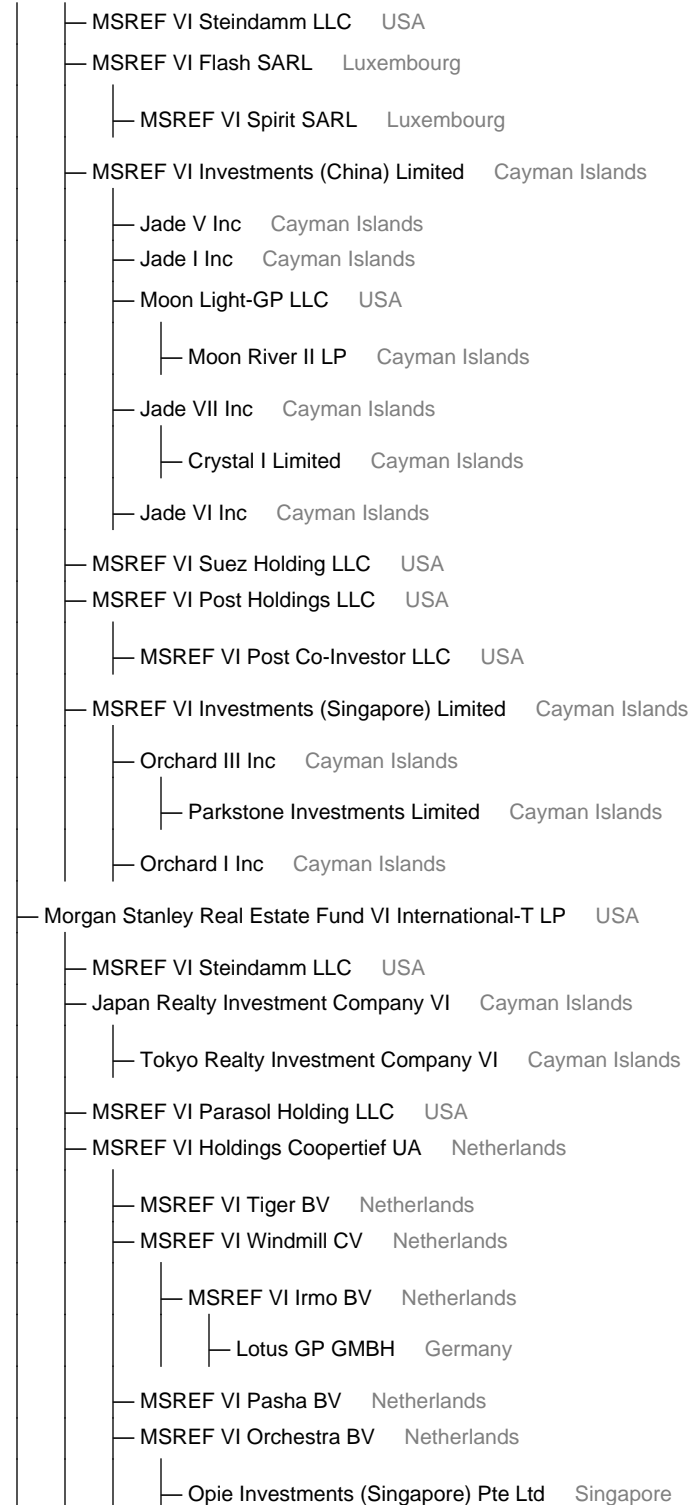 MSREF VI Steindamm LLC USA
MSREF VI Flash SARL Luxembourg
MSREF VI Spirit SARL Luxembourg
MSREF VI Investments (China) Limited Cayman Islands
Jade V Inc Cayman Islands
Jade I Inc Cayman Islands
Moon Light-GP LLC USA
Moon River II LP Cayman Islands
Jade VII Inc Cayman Islands
Crystal I Limited Cayman Islands
Jade VI Inc Cayman Islands
MSREF VI Suez Holding LLC USA
MSREF VI Post Holdings LLC USA
MSREF VI Post Co-Investor LLC USA
MSREF VI Investments (Singapore) Limited Cayman Islands
Orchard III Inc Cayman Islands
Parkstone Investments Limited Cayman Islands
Orchard I Inc Cayman Islands
Morgan Stanley Real Estate Fund VI International-T LP USA
MSREF VI Steindamm LLC USA
Japan Realty Investment Company VI Cayman Islands
Tokyo Realty Investment Company VI Cayman Islands
MSREF VI Parasol Holding LLC USA
MSREF VI Holdings Coopertief UA Netherlands
MSREF VI Tiger BV Netherlands
MSREF VI Windmill CV Netherlands
MSREF VI Irmo BV Netherlands
Lotus GP GMBH Germany
MSREF VI Pasha BV Netherlands
MSREF VI Orchestra BV Netherlands
Opie Investments (Singapore) Pte Ltd Singapore